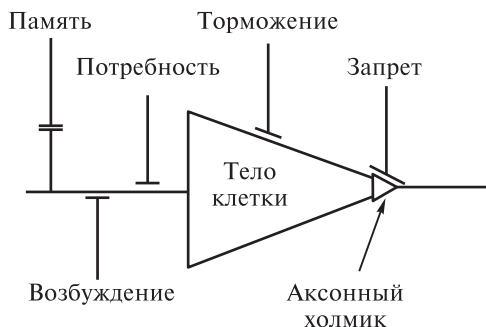 Память
Торможение
Потребность
Запрет
Тело
клетки
Возбуждение
Аксонный
холмик